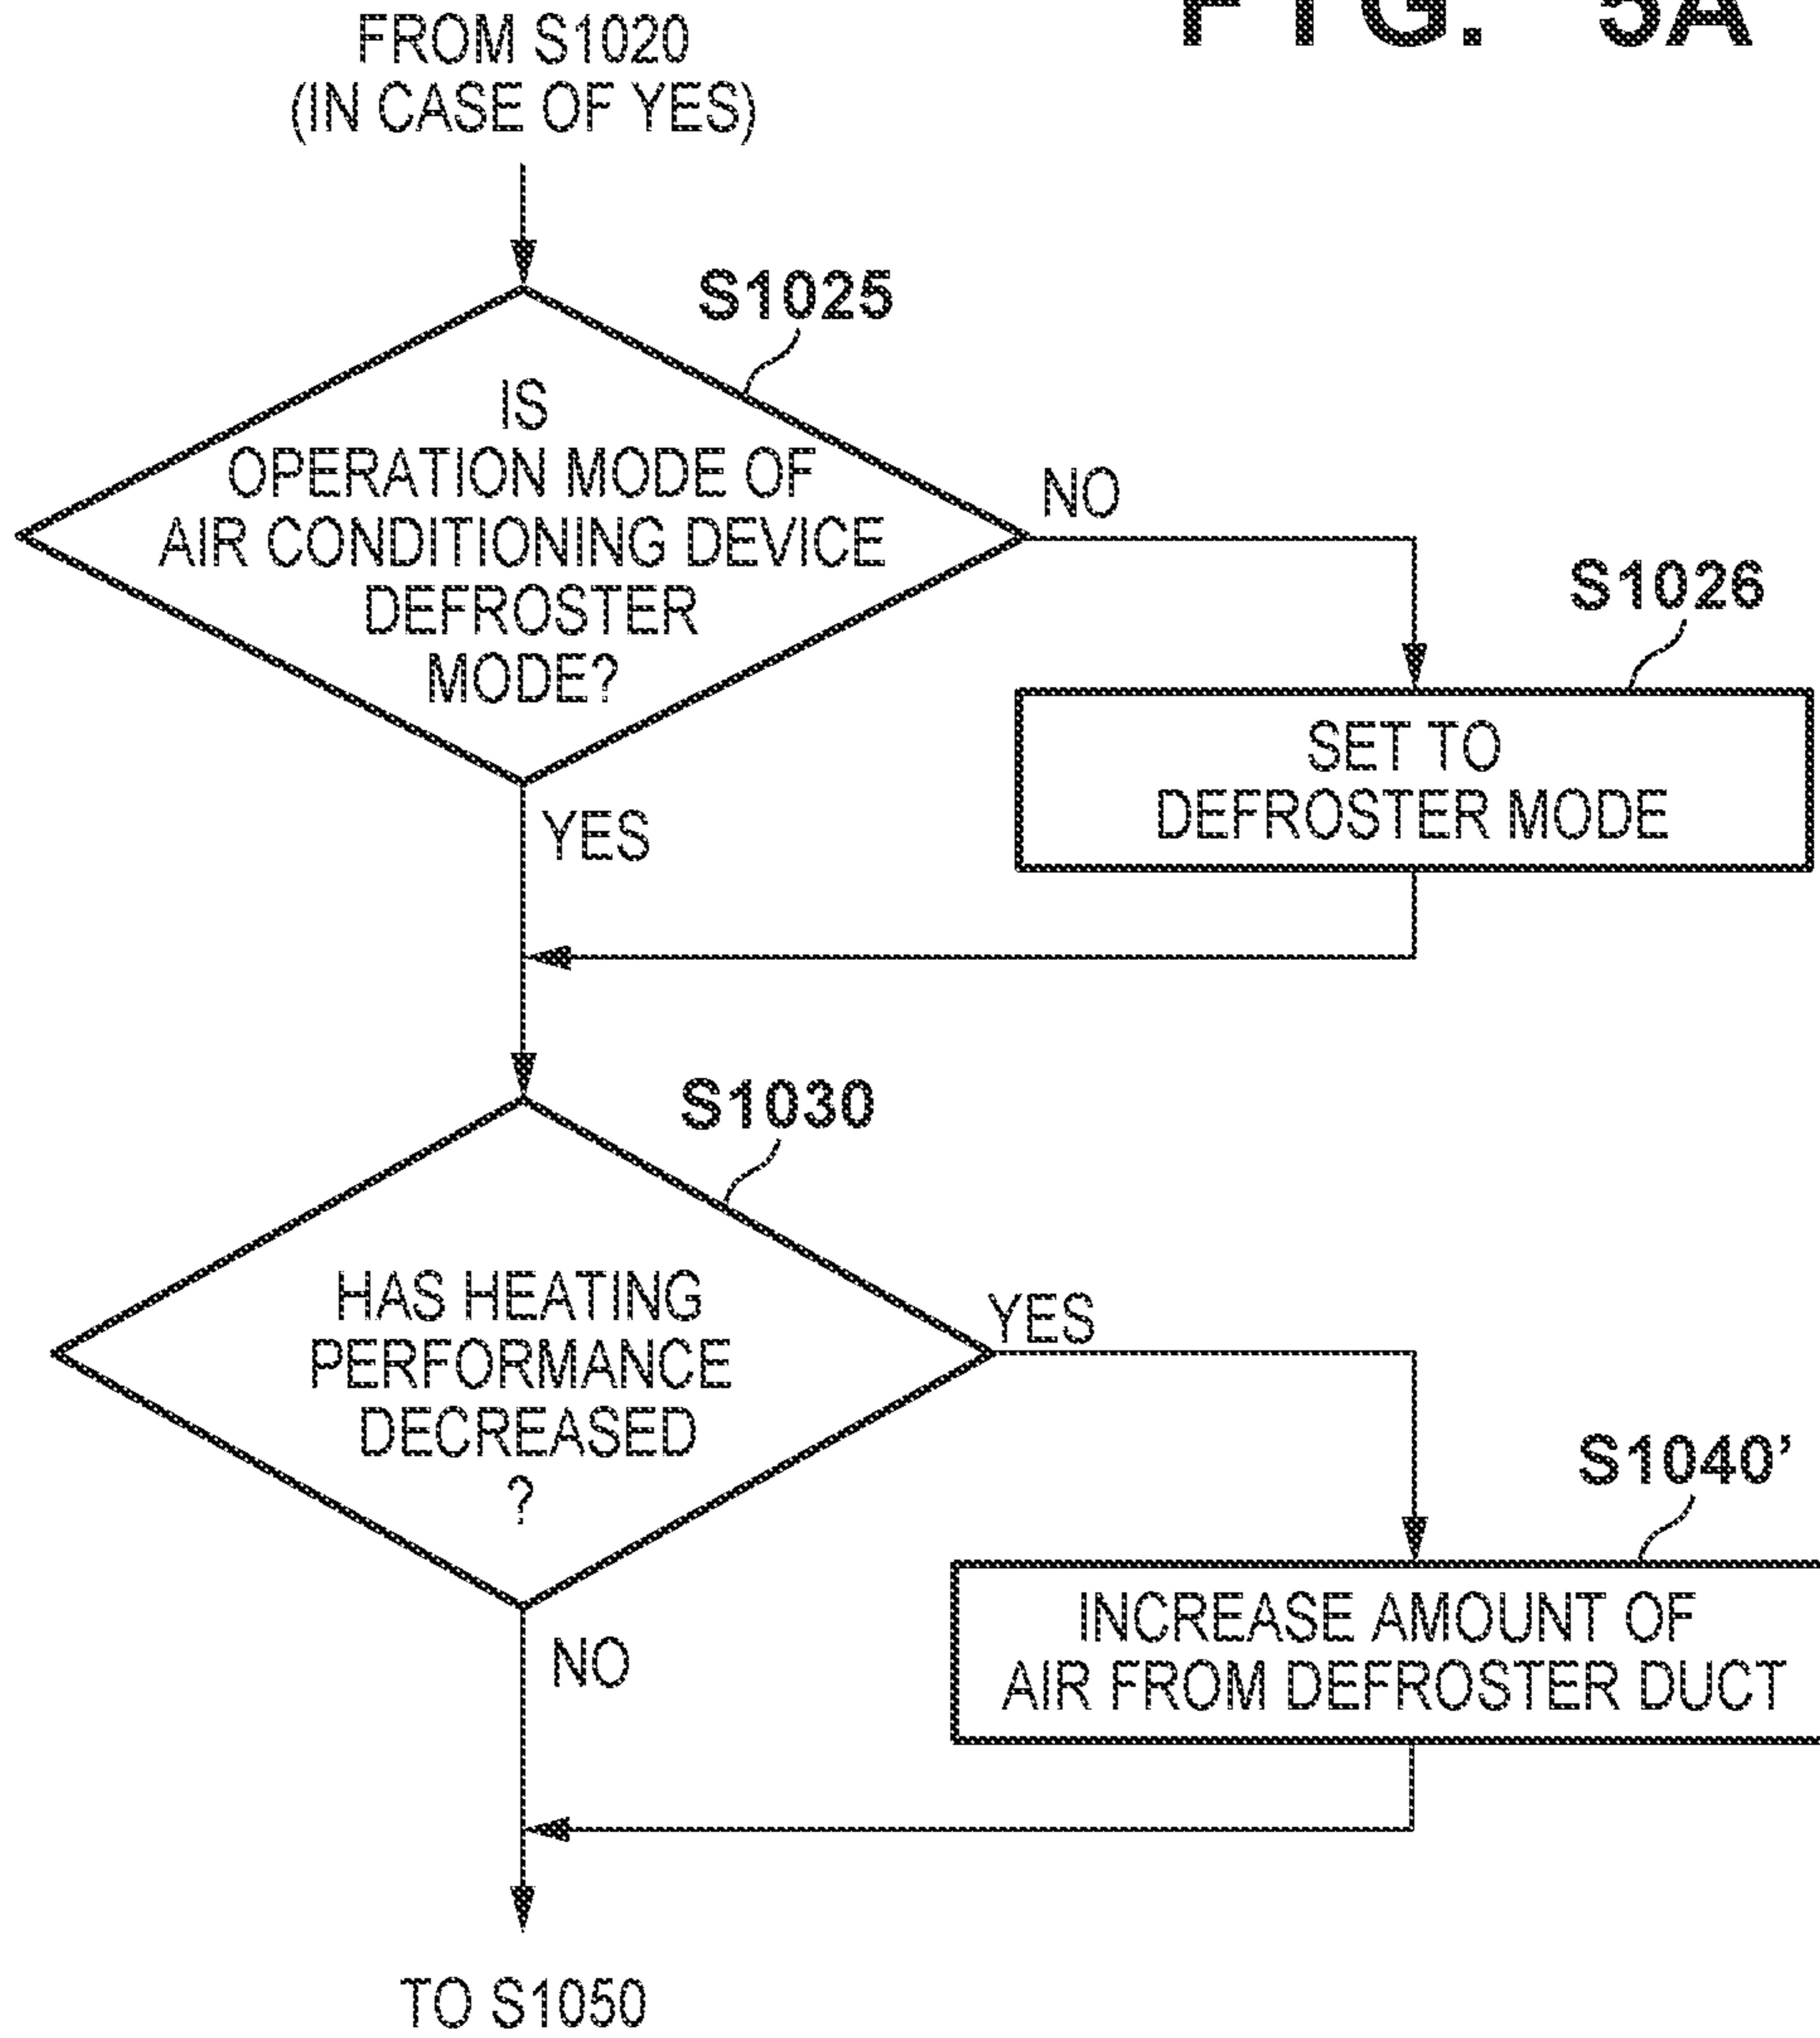 FIG. 5A
FROM S1020
(IN CASE OF YES)
S1025
IS
OPERATION MODE OF
AIR CONDITIONING DEVICE
DEFROSTER
MODE?
NO
S1026
SET TO
DEFROSTER MODE
YES
S1030
HAS HEATING
PERFORMANCE
DECREASED
?
YES
S1040’
INCREASE AMOUNT OF
AIR FROM DEFROSTER DUCT
NO
TO S1050